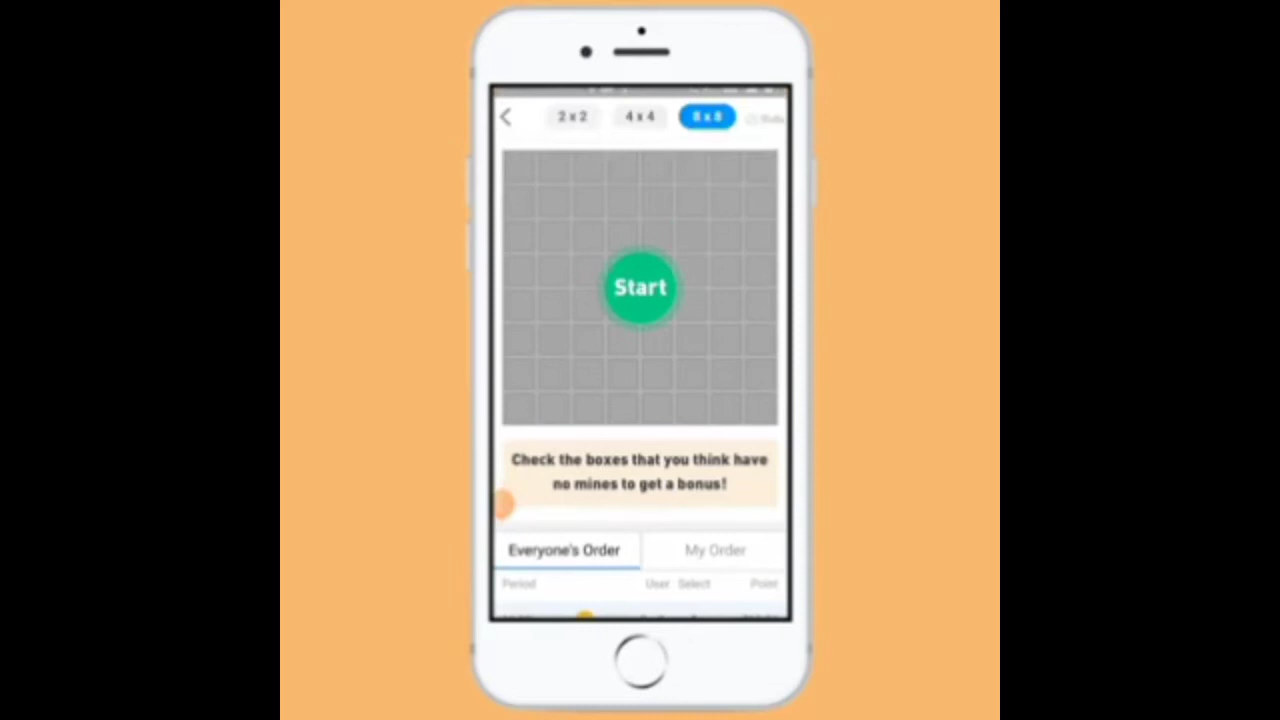 2 x 2 4 x 4 8 x 8
Start
Check the boxes that you think have
no mines to get a bonus!
Everyone's Order My Order
Period User Select Point